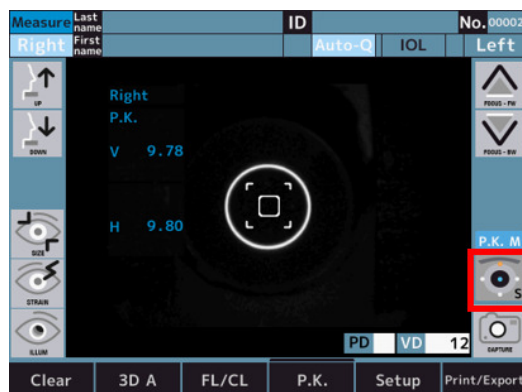 Measure Last name ID No. 00002
Right First name Auto-Q IOL Left
UP
FOCUS - FW
Right
P.K.
DOWN
FOCUS - BW
V 9.78
H 9.80
P.K. M
SIZE
S
STRAIN
PD VD 12
ILLUM
CAPTURE
Clear 3D A FL/CL P.K. Setup Print/Export